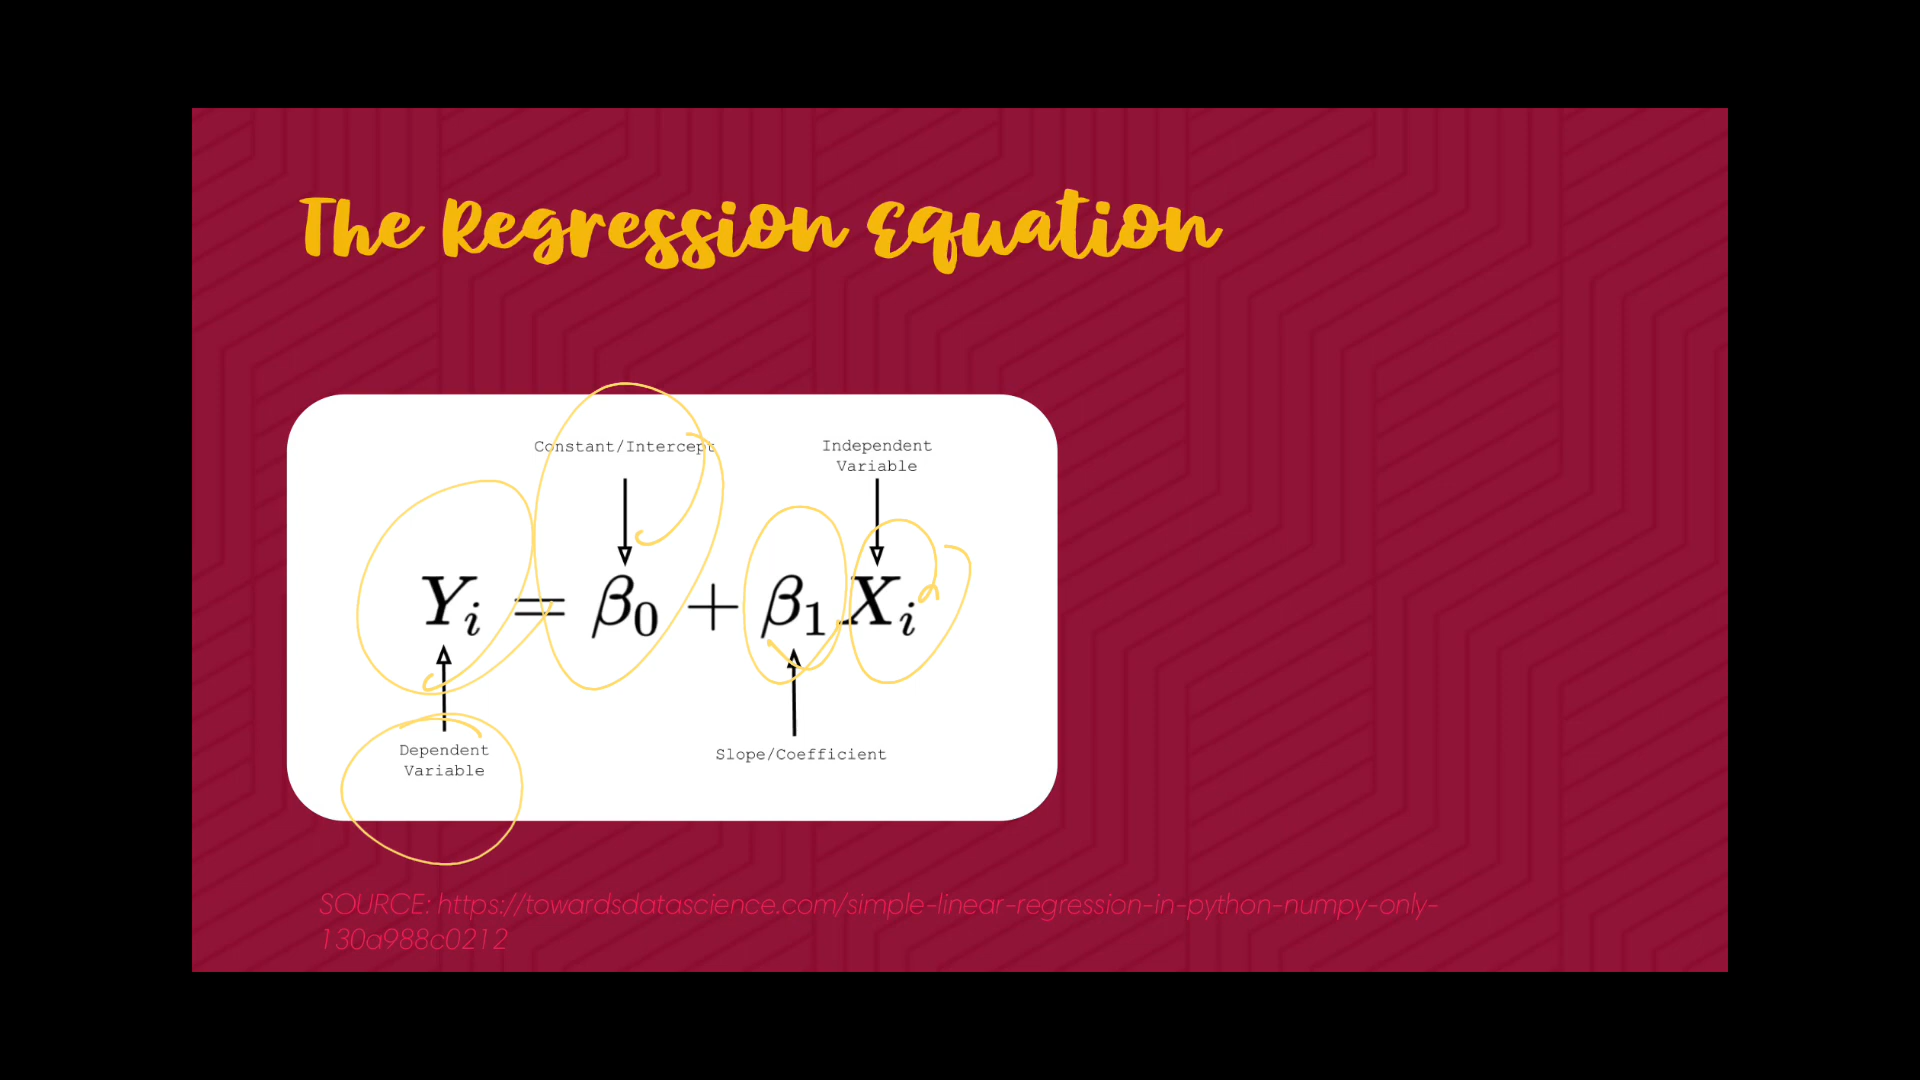 The Regression Equation
Constant/Intercept
Independent
Variable
Yᵢ = β₀ + β₁Xᵢ
Dependent
Variable
Slope/Coefficient
SOURCE: https://towardsdatascience.com/simple-linear-regression-in-python-numpy-only-
130a988c0212